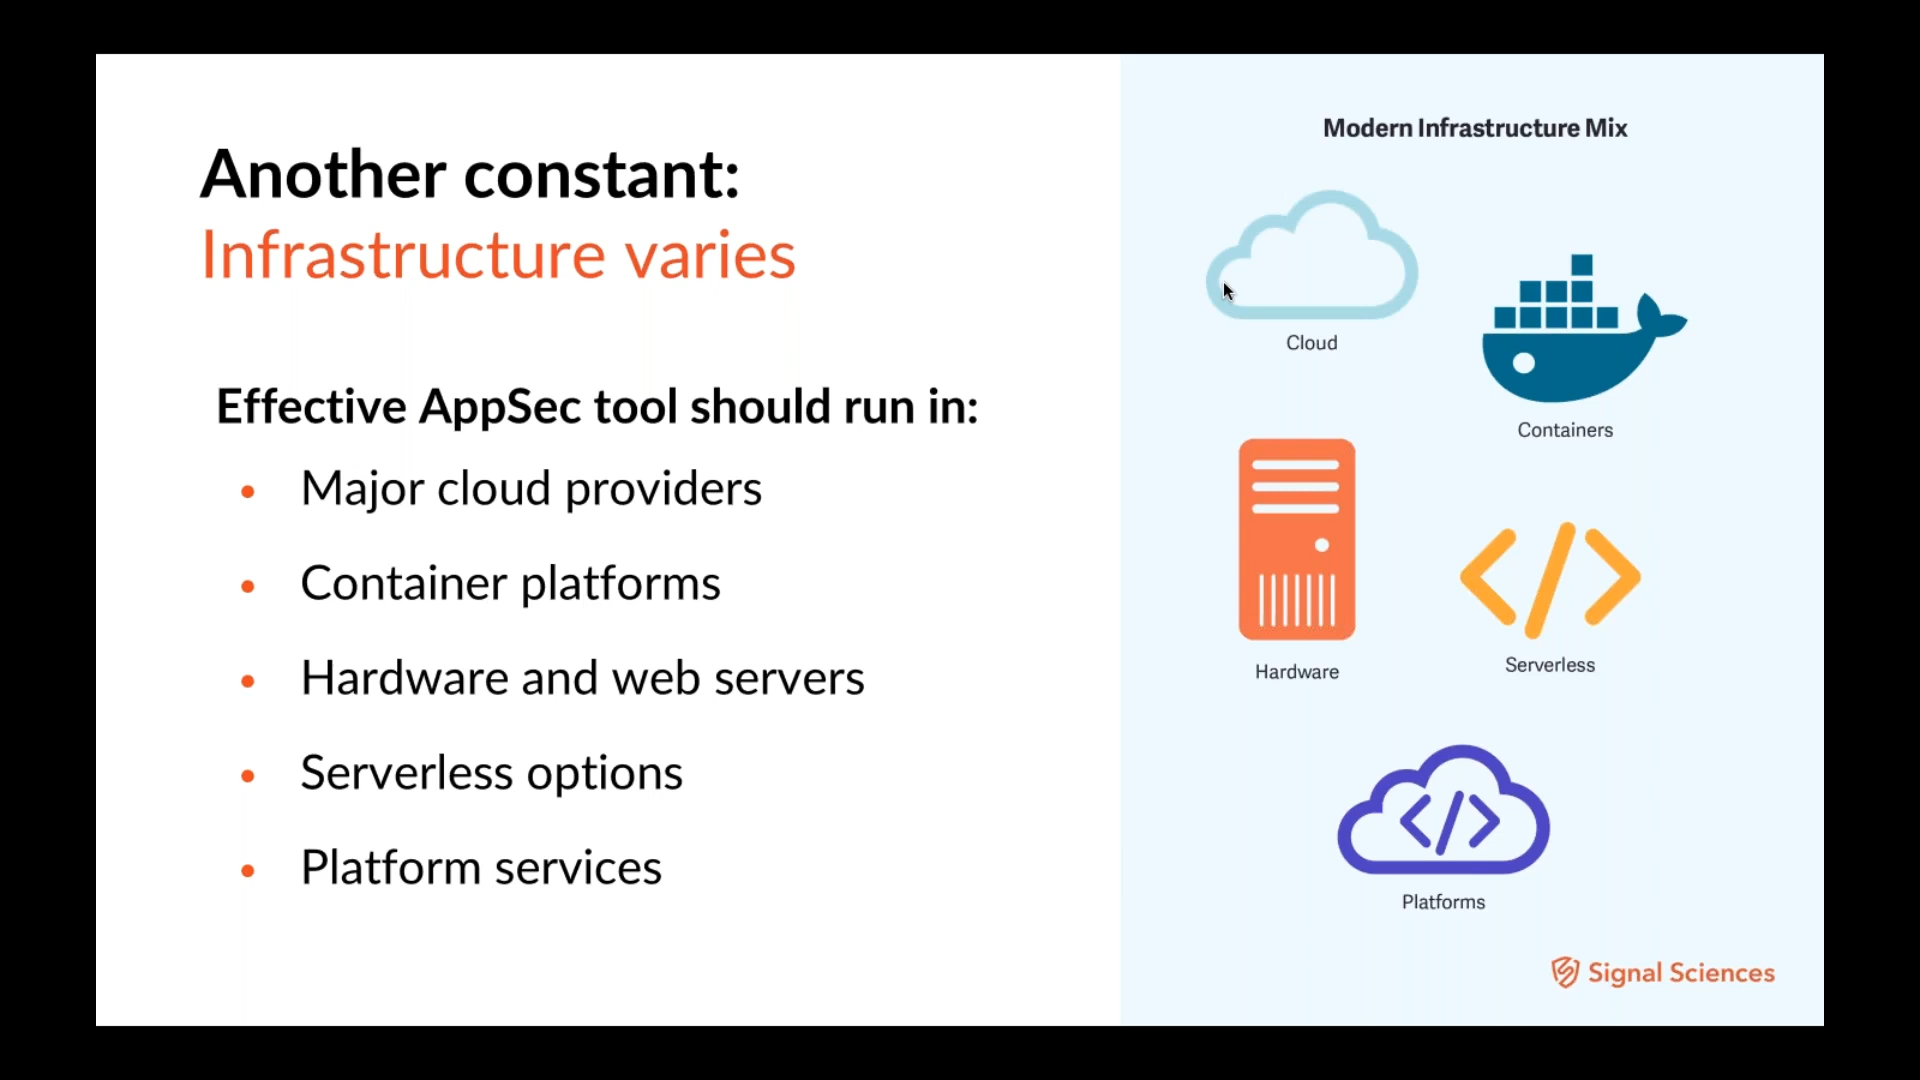 Another constant:
Infrastructure varies
Effective AppSec tool should run in:
• Major cloud providers
• Container platforms
• Hardware and web servers
• Serverless options
• Platform services
Modern Infrastructure Mix
Cloud
Containers
Hardware
Serverless
Platforms
Signal Sciences